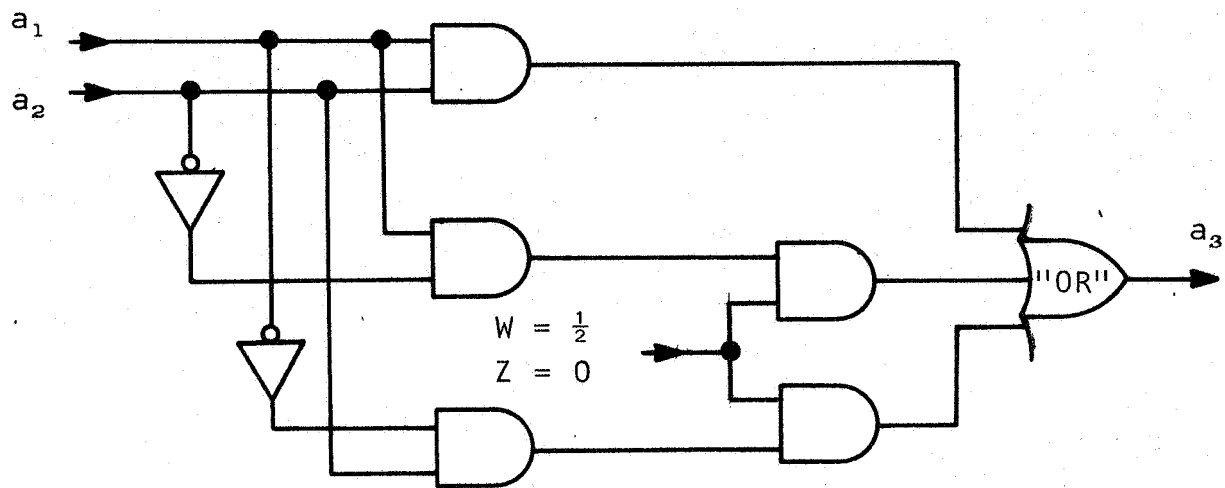 a₁
a₂
a₃
"OR"
W = ½
Z = 0